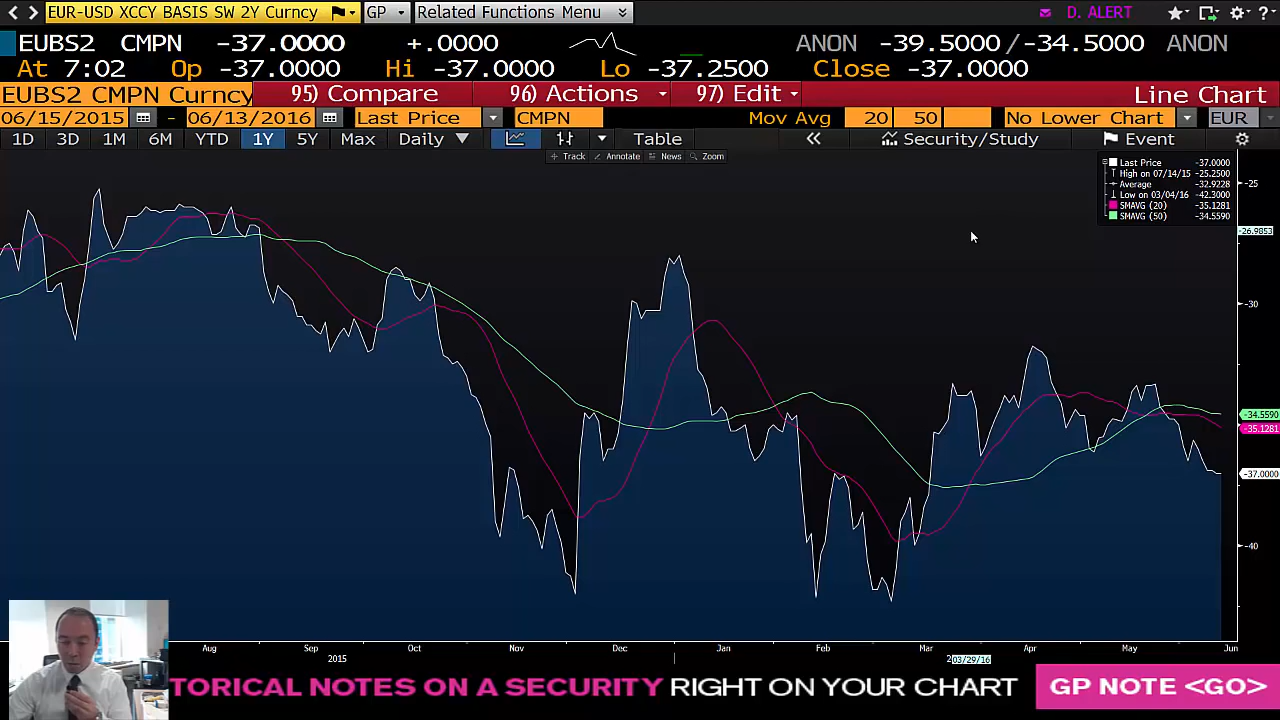 EUR-USD XCCY BASIS SW 2Y Curncy GP Related Functions Menu D. ALERT
EUBS2 CMPN -37.0000 +.0000 ANON -39.5000 / -34.5000 ANON
At 7:02 Op -37.0000 Hi -37.0000 Lo -37.2500 Close -37.0000
EUBS2 CMPN Curncy 95) Compare 96) Actions 97) Edit Line Chart
06/15/2015 - 06/13/2016 Last Price CMPN Mov Avg 20 50 No Lower Chart EUR
1D 3D 1M 6M YTD 1Y 5Y Max Daily Table Security/Study Event
Track Annotate News Zoom
Last Price -37.0000
High on 07/14/15 -25.2500
Average -32.9228
Low on 03/04/16 -42.3000
SMAVG (20) -35.1281
SMAVG (50) -34.5590
-25
-26.9853
-30
-34.5590
-35.1281
-37.0000
-40
Aug Sep Oct Nov Dec Jan Feb Mar Apr May Jun
2015 03/29/16
TORICAL NOTES ON A SECURITY RIGHT ON YOUR CHART GP NOTE <GO>